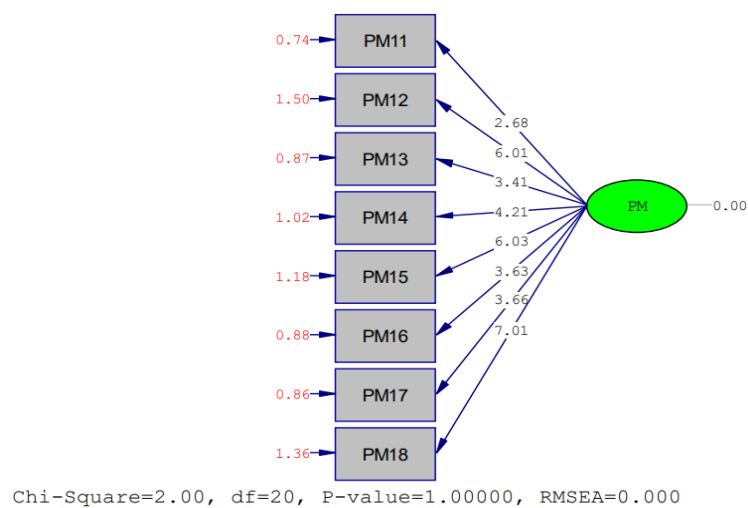 0.74 PM11
1.50 PM12
2.68
0.87 PM13
6.01
3.41
PM 0.00
1.02 PM14
4.21
6.03
1.18 PM15
3.63
3.66
0.88 PM16
7.01
0.86 PM17
1.36 PM18
Chi-Square=2.00, df=20, P-value=1.00000, RMSEA=0.000